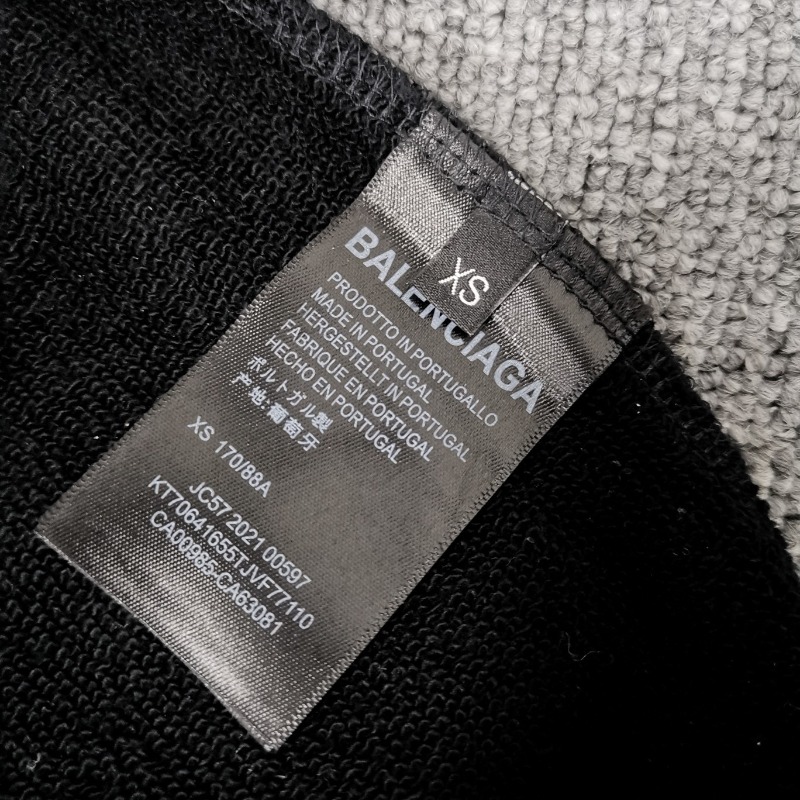 XS
BALENCIAGA
PRODOTTO IN PORTUGALLO
MADE IN PORTUGAL
HERGESTELLT IN PORTUGAL
FABRIQUE EN PORTUGAL
HECHO EN PORTUGAL
ポルトガル製
产地.葡萄牙
XS 170/88A
JC57 2021 00597
KT70641655TJVF77110
CA00985-CA63081